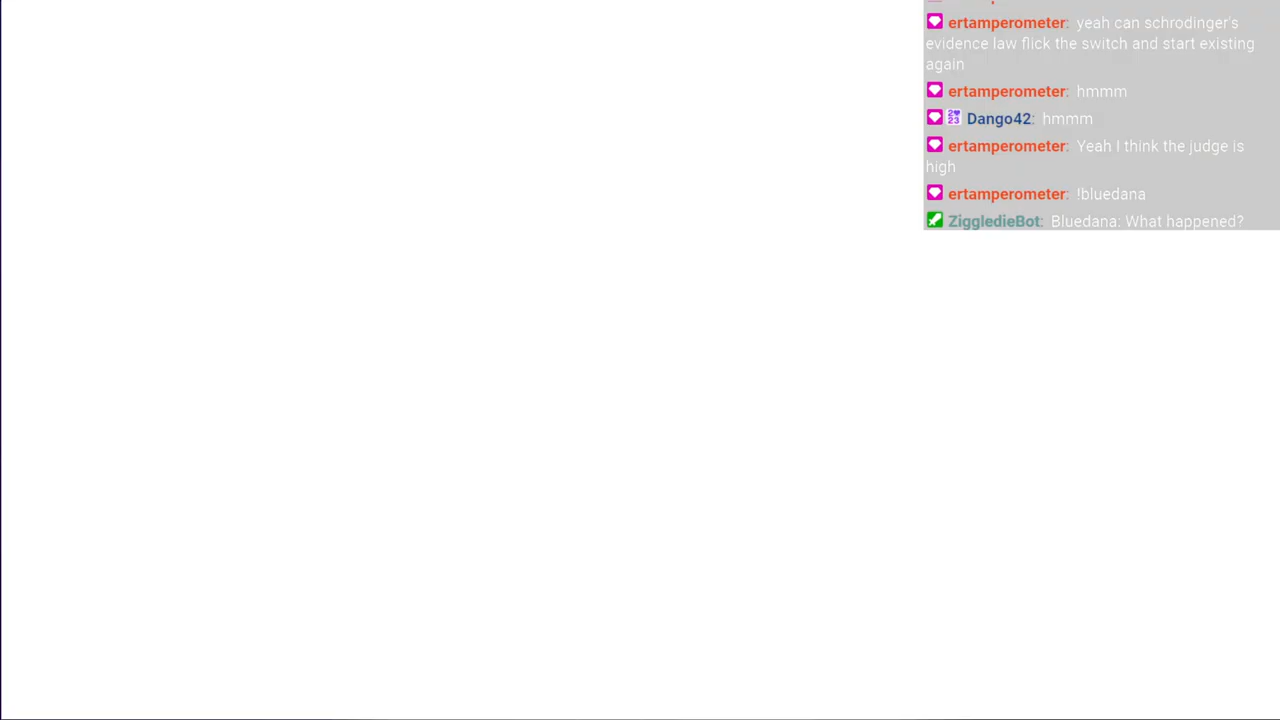 ertamperometer: yeah can schrodinger's
evidence law flick the switch and start existing
again
ertamperometer: hmmm
2023 Dango42: hmmm
ertamperometer: Yeah I think the judge is
high
ertamperometer: !bluedana
ZiggledieBot: Bluedana: What happened?